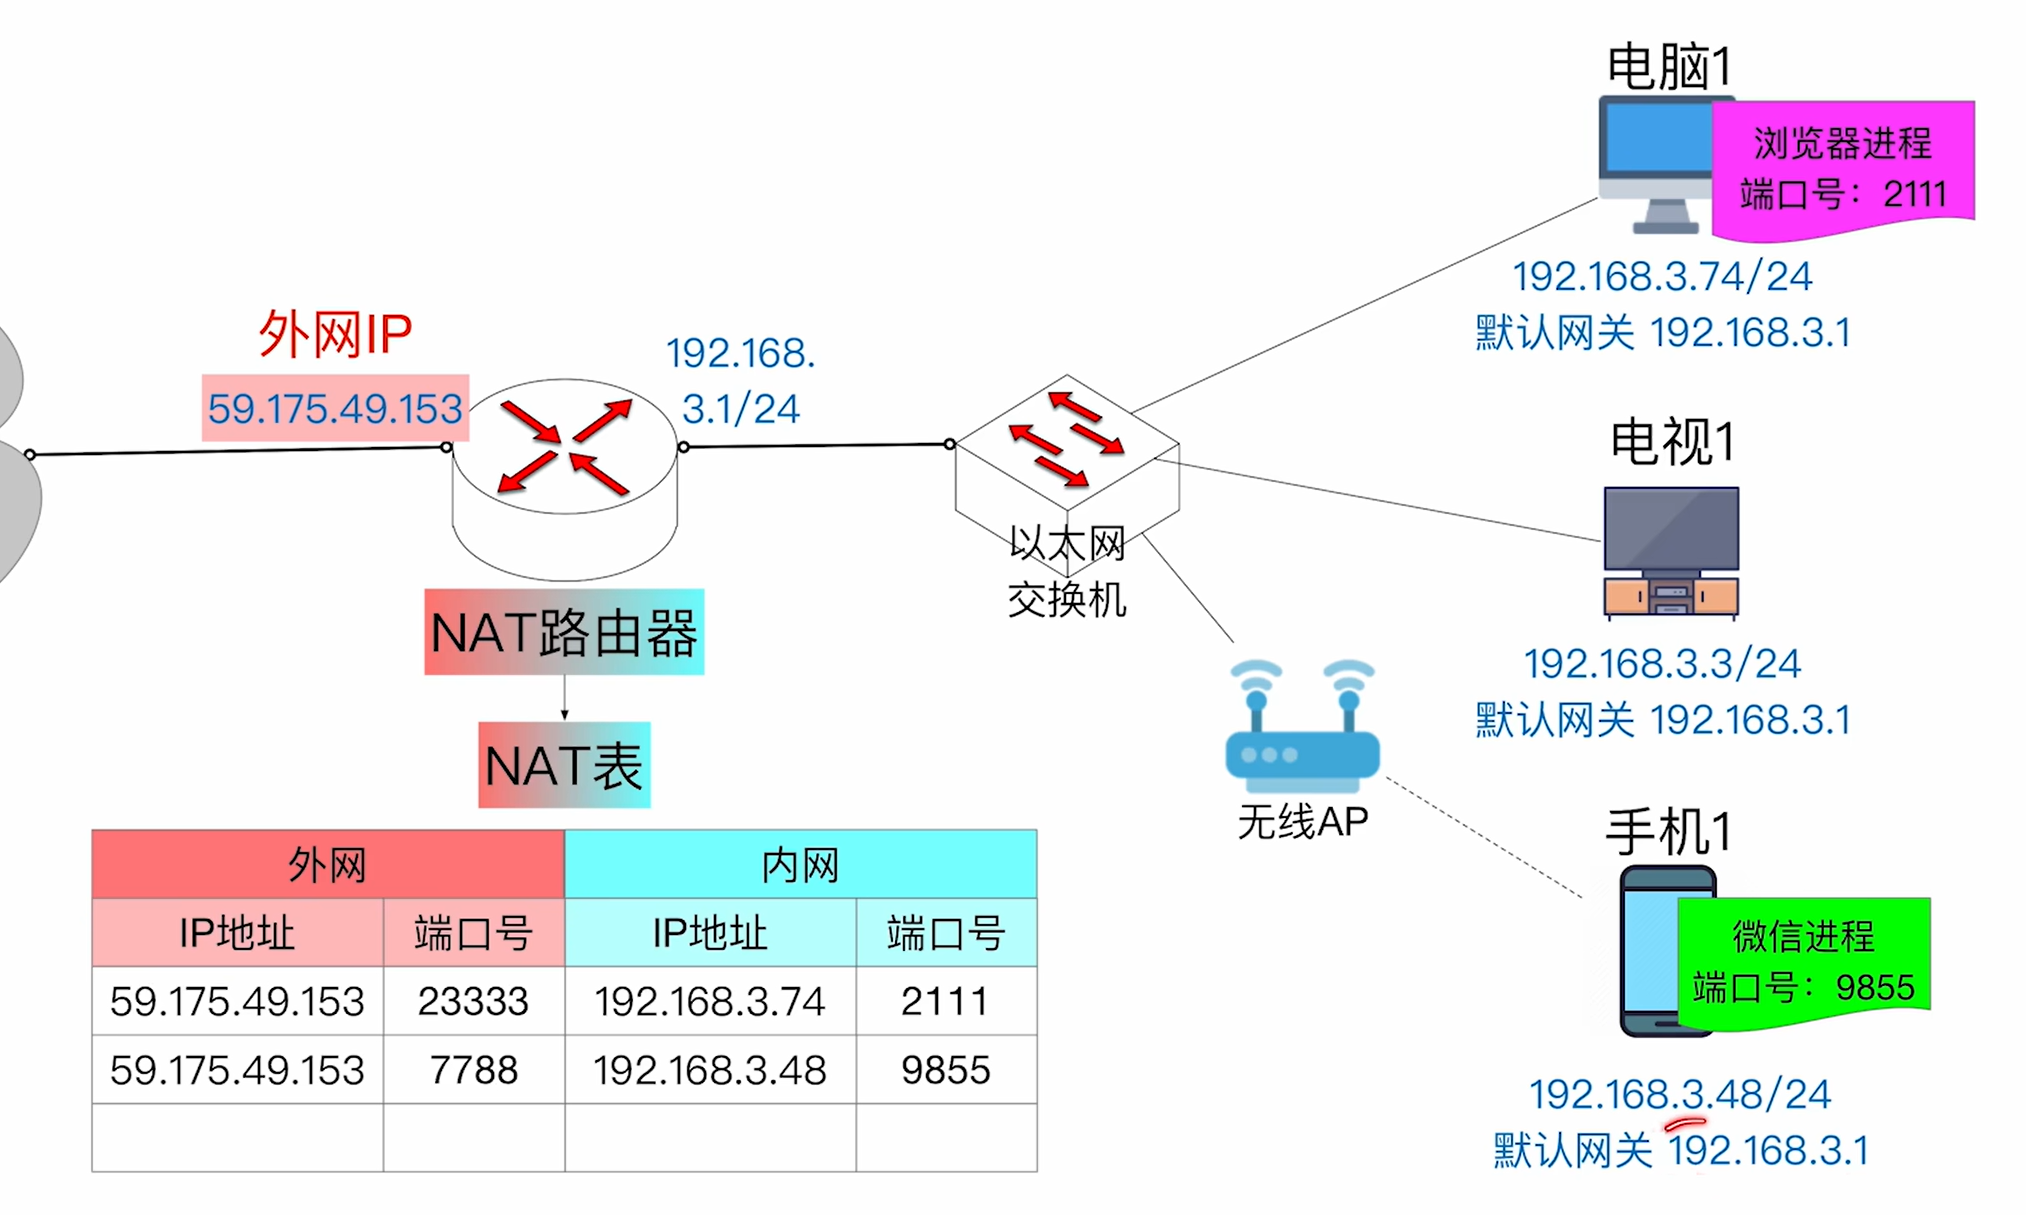 电脑1
浏览器进程
端口号：2111
192.168.3.74/24
默认网关 192.168.3.1
外网IP
59.175.49.153
192.168.
3.1/24
以太网
交换机
电视1
192.168.3.3/24
默认网关 192.168.3.1
NAT路由器
NAT表
无线AP
手机1
微信进程
端口号：9855
192.168.3.48/24
默认网关 192.168.3.1
外网 内网
IP地址 端口号 IP地址 端口号
59.175.49.153 23333 192.168.3.74 2111
59.175.49.153 7788 192.168.3.48 9855